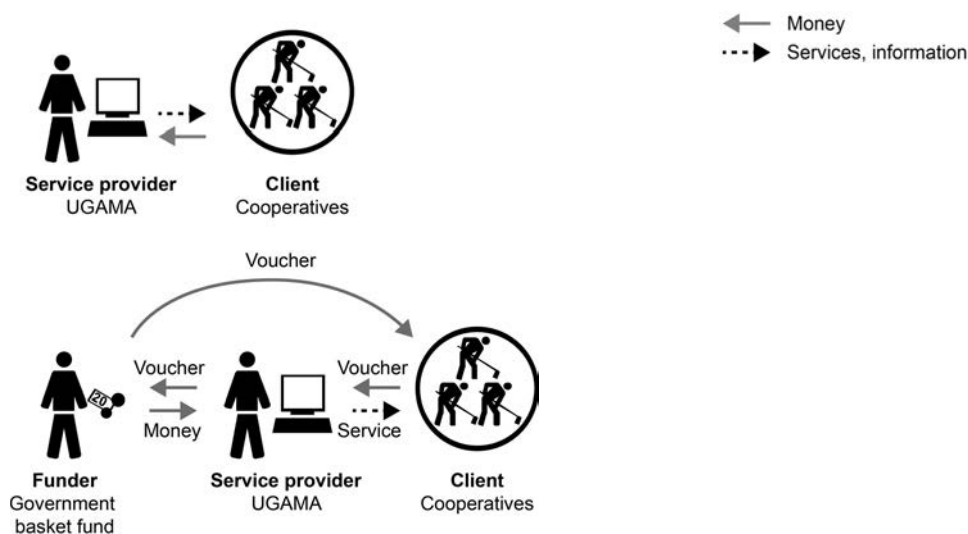 Money
Services, information
Service provider
UGAMA
Client
Cooperatives
Voucher
Voucher
Voucher
20
Money
Service
Funder
Government
basket fund
Service provider
UGAMA
Client
Cooperatives